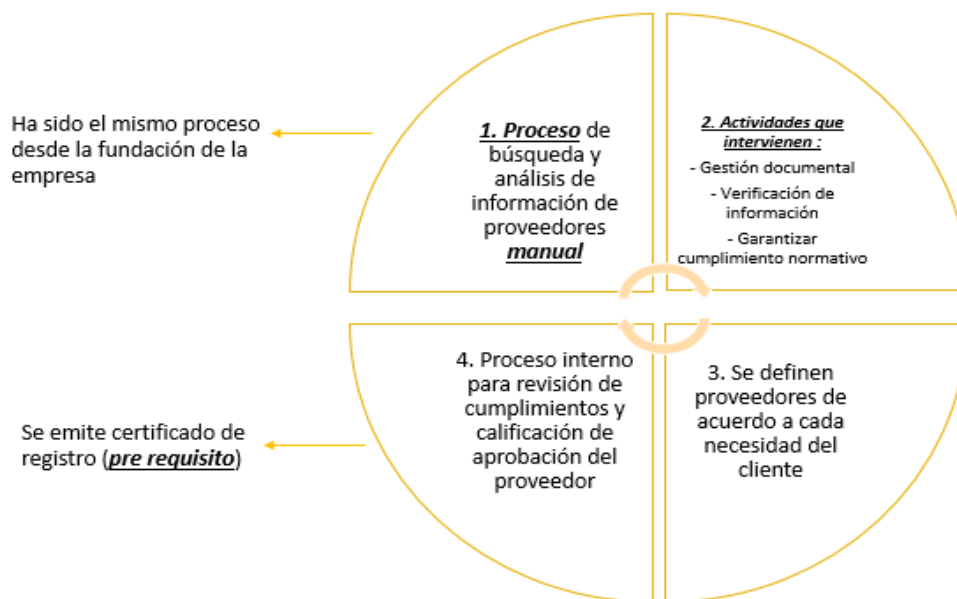 Ha sido el mismo proceso
desde la fundación de la
empresa
1. Proceso de
búsqueda y
análisis de
información de
proveedores
manual
2. Actividades que
intervienen :
- Gestión documental
- Verificación de
información
- Garantizar
cumplimiento normativo
Se emite certificado de
registro (pre requisito)
4. Proceso interno
para revisión de
cumplimientos y
calificación de
aprobación del
proveedor
3. Se definen
proveedores de
acuerdo a cada
necesidad del
cliente